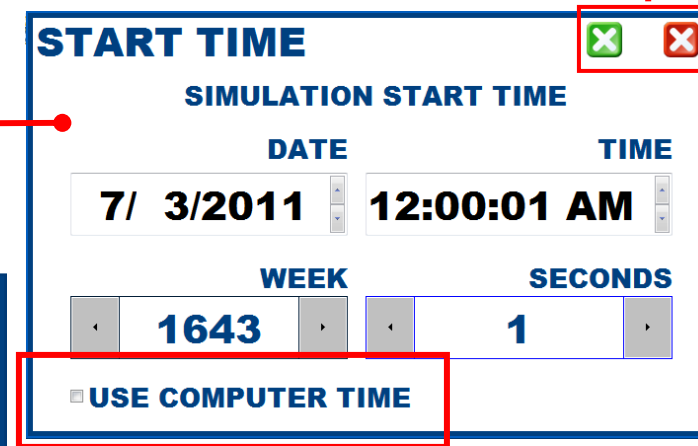 START TIME
SIMULATION START TIME
DATE TIME
7/ 3/2011 12:00:01 AM
WEEK SECONDS
1643 1
USE COMPUTER TIME